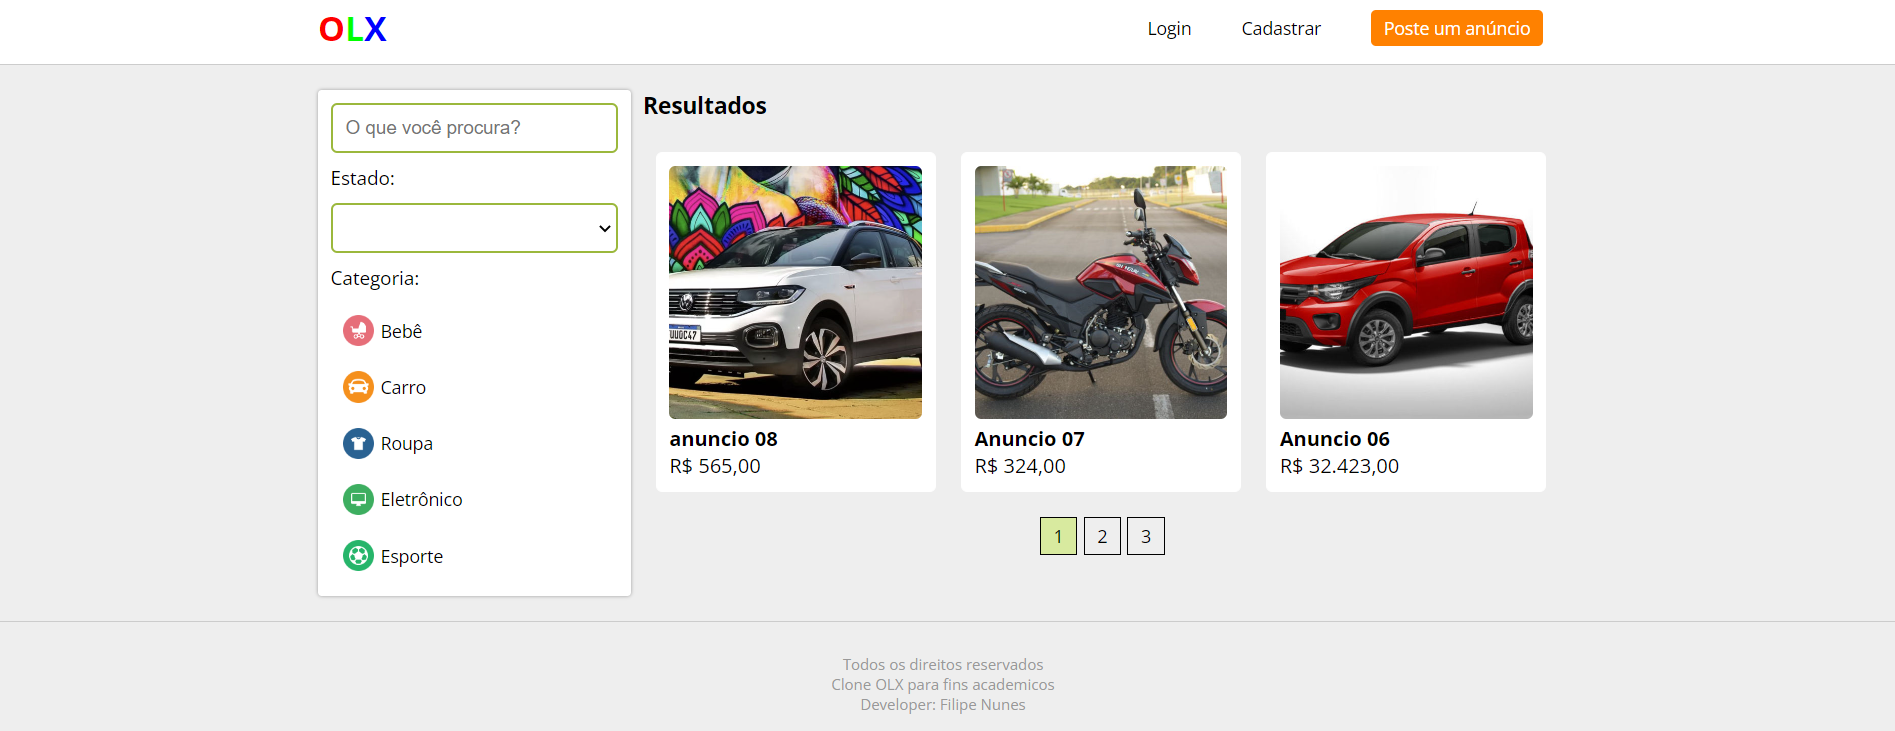 OLX
Login
Cadastrar
Poste um anúncio
O que você procura?
Estado:
Categoria:
Bebê
Carro
Roupa
Eletrônico
Esporte
Resultados
anuncio 08
R$ 565,00
Anuncio 07
R$ 324,00
Anuncio 06
R$ 32.423,00
1
2
3
Todos os direitos reservados
Clone OLX para fins academicos
Developer: Filipe Nunes